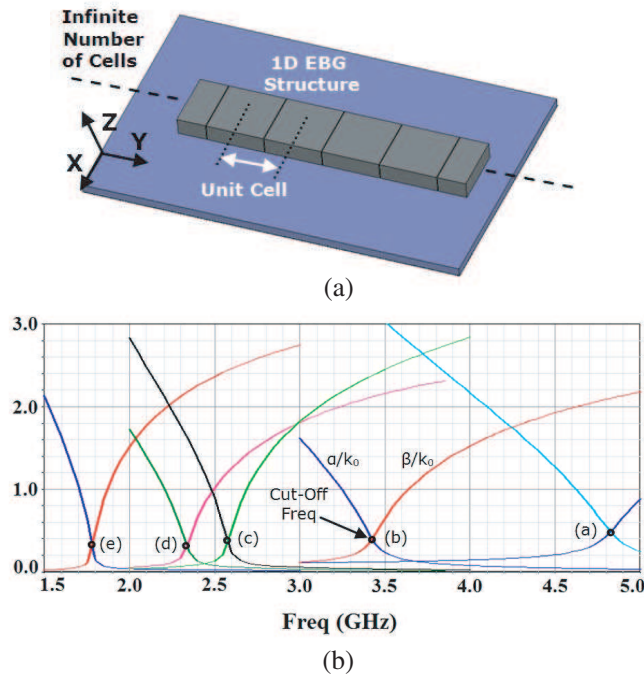 Infinite
Number
of Cells
1D EBG
Structure
Z
Y
X
Unit Cell
(a)
3.0
2.0
1.0
0.0
α/k₀
β/k₀
Cut-Off
Freq
(e)
(d)
(c)
(b)
(a)
1.5 2.0 2.5 3.0 3.5 4.0 4.5 5.0
Freq (GHz)
(b)